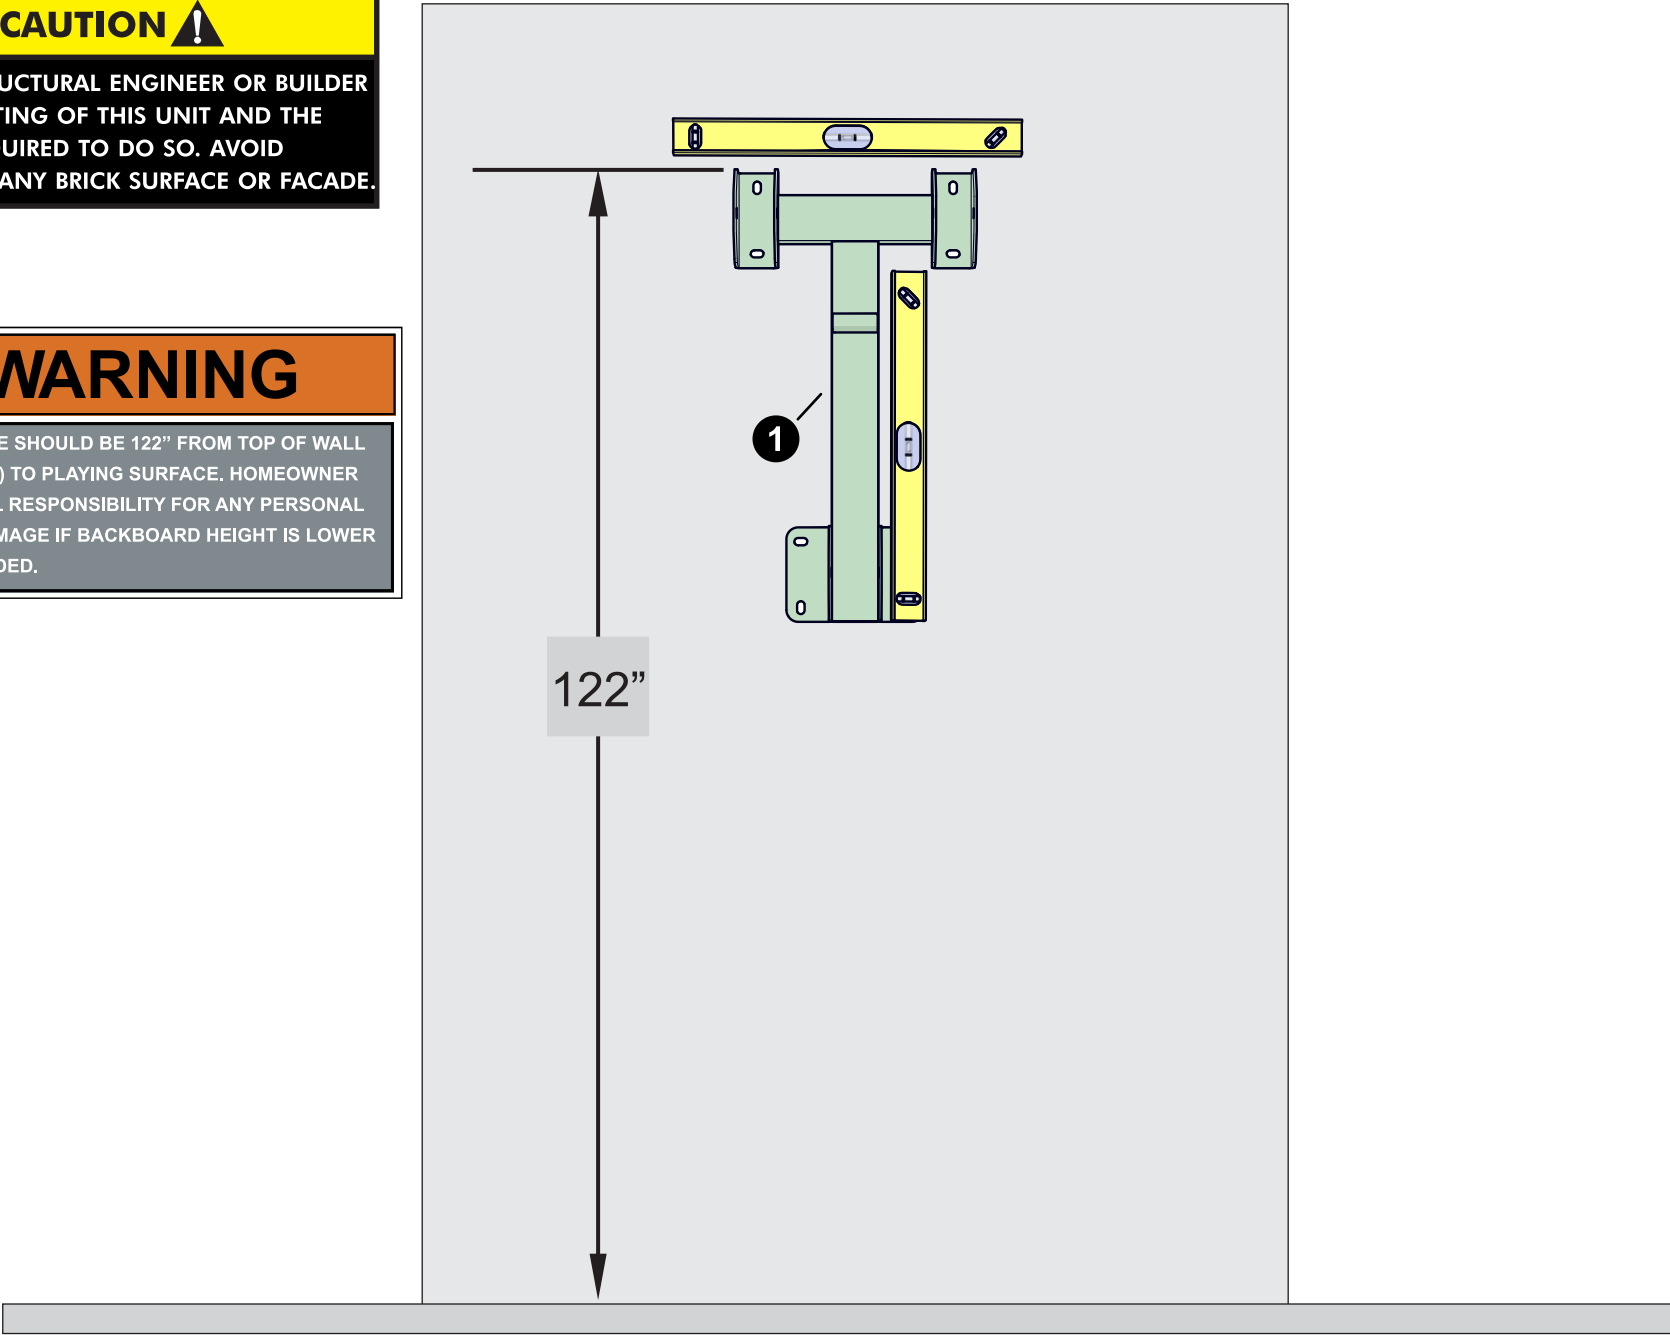 CAUTION
UCTURAL ENGINEER OR BUILDER
TING OF THIS UNIT AND THE
UIRED TO DO SO. AVOID
ANY BRICK SURFACE OR FACADE.
WARNING
E SHOULD BE 122” FROM TOP OF WALL
) TO PLAYING SURFACE. HOMEOWNER
L RESPONSIBILITY FOR ANY PERSONAL
MAGE IF BACKBOARD HEIGHT IS LOWER
DED.
1
122”